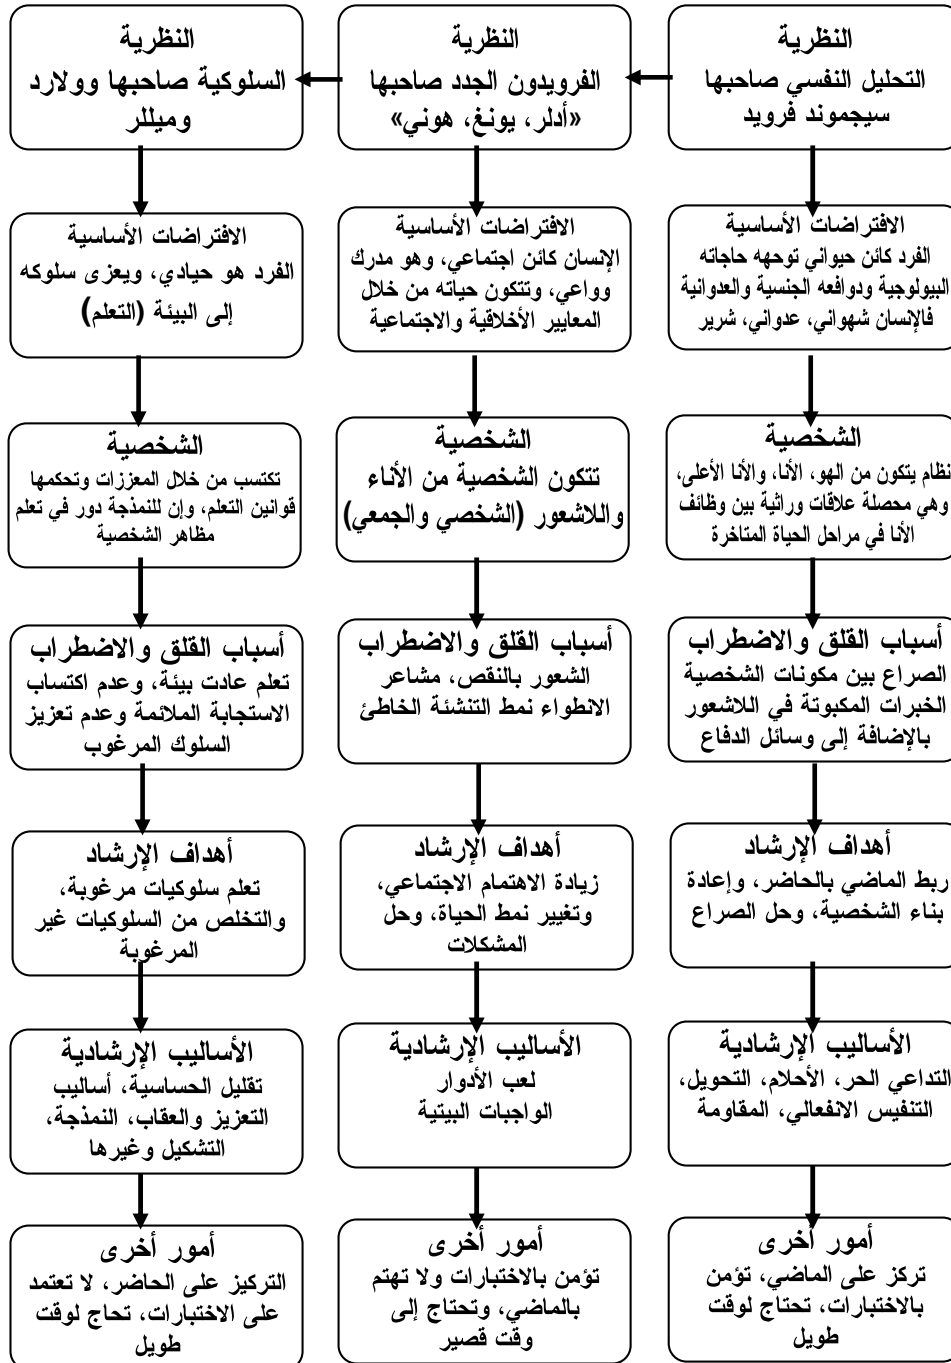 النظرية
التحليل النفسي صاحبها
سيجموند فرويد
النظرية
الفرويدون الجدد صاحبها
«أدلر، يونغ، هوني»
النظرية
السلوكية صاحبها وولارد
وميللر
الافتراضات الأساسية
الفرد كائن حيواني توحهه حاجاته
البيولوجية ودوافعه الجنسية والعدوانية
فالإنسان شهواني، عدواني، شرير
الافتراضات الأساسية
الإنسان كائن اجتماعي، وهو مدرك
وواعي، وتتكون حياته من خلال
المعايير الأخلاقية والاجتماعية
الافتراضات الأساسية
الفرد هو حيادي، ويعزى سلوكه
إلى البيئة (التعلم)
الشخصية
نظام يتكون من الهو، الأنا، والأنا الأعلى،
وهي محصلة علاقات وراثية بين وظائف
الأنا في مراحل الحياة المتاخرة
الشخصية
تتكون الشخصية من الأناء
واللاشعور (الشخصي والجمعي)
الشخصية
تكتسب من خلال المعززات وتحكمها
قوانين التعلم، وإن للنمذجة دور في تعلم
مظاهر الشخصية
أسباب القلق والاضطراب
الصراع بين مكونات الشخصية
الخبرات المكبوتة في اللاشعور
بالإضافة إلى وسائل الدفاع
أسباب القلق والاضطراب
الشعور بالنقص، مشاعر
الانطواء نمط التنشئة الخاطئ
أسباب القلق والاضطراب
تعلم عادت بيئة، وعدم اكتساب
الاستجابة الملائمة وعدم تعزيز
السلوك المرغوب
أهداف الإرشاد
ربط الماضي بالحاضر، وإعادة
بناء الشخصية، وحل الصراع
أهداف الإرشاد
زيادة الاهتمام الاجتماعي،
وتغيير نمط الحياة، وحل
المشكلات
أهداف الإرشاد
تعلم سلوكيات مرغوبة،
والتخلص من السلوكيات غير
المرغوبة
الأساليب الإرشادية
التداعي الحر، الأحلام، التحويل،
التنفيس الانفعالي، المقاومة
الأساليب الإرشادية
لعب الأدوار
الواجبات البيتية
الأساليب الإرشادية
تقليل الحساسية، أساليب
التعزيز والعقاب، النمذجة،
التشكيل وغيرها
أمور أخرى
تركز على الماضي، تؤمن
بالاختبارات، تحتاج لوقت
طويل
أمور أخرى
تؤمن بالاختبارات ولا تهتم
بالماضي، وتحتاج إلى
وقت قصير
أمور أخرى
التركيز على الحاضر، لا تعتمد
على الاختبارات، تحاج لوقت
طويل